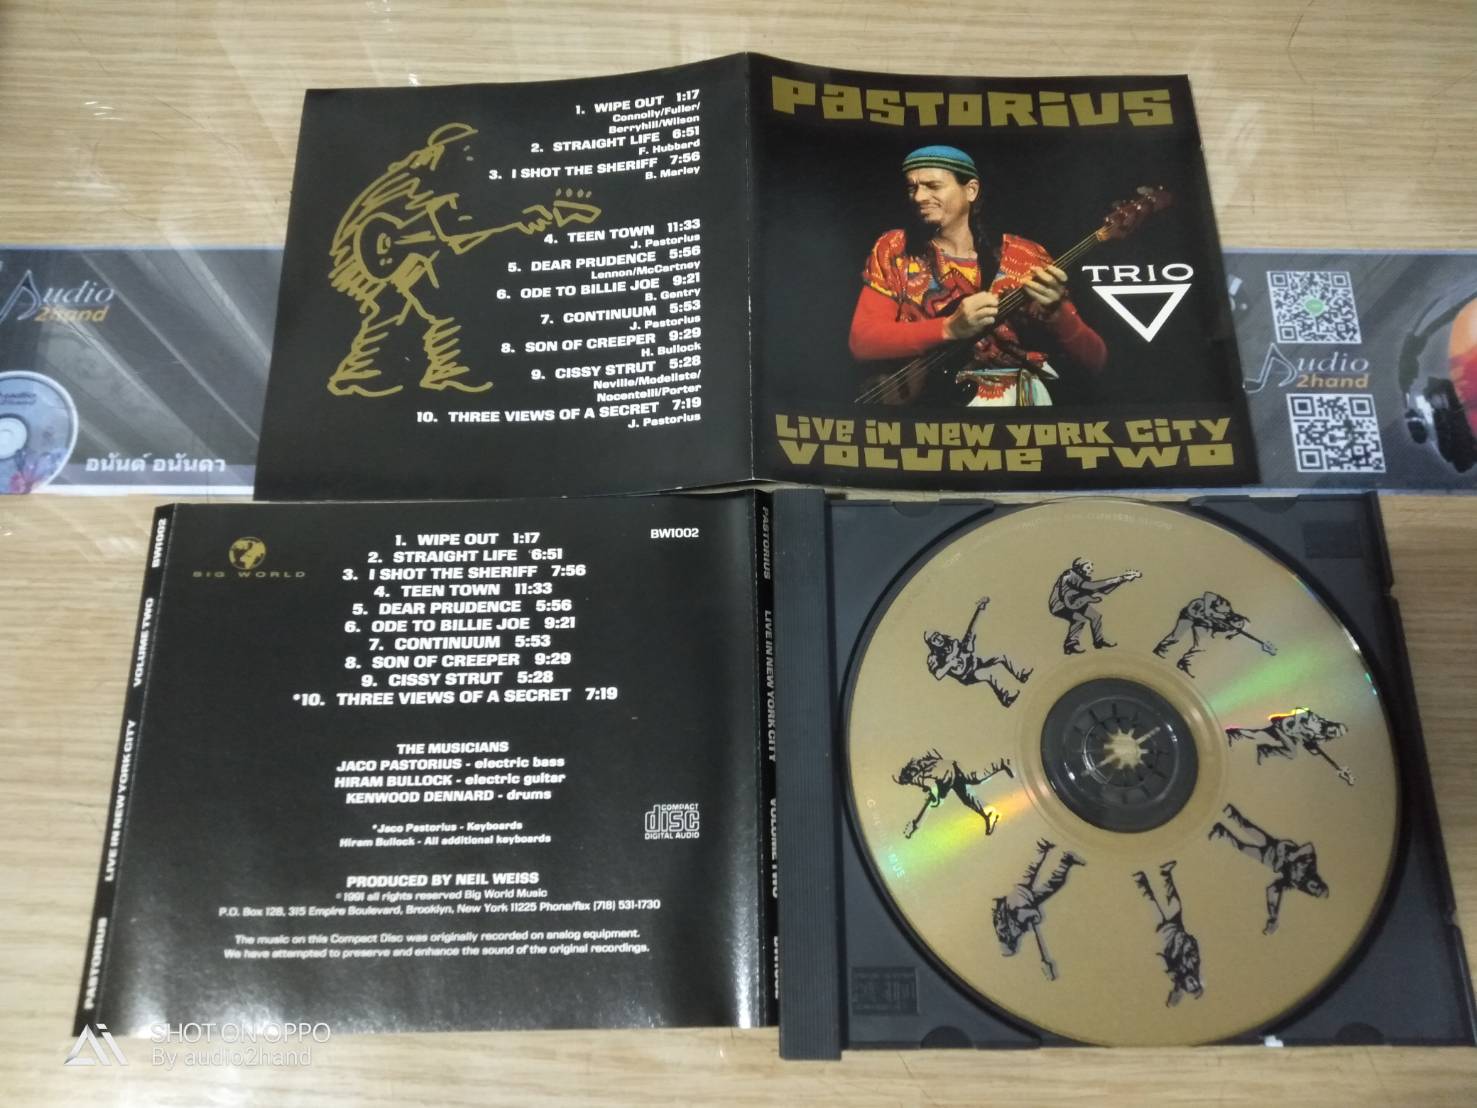 1. WIPE OUT 1:17
Connolly/Fuller/
Berryhill/Wilson
2. STRAIGHT LIFE 6:51
F. Hubbard
3. I SHOT THE SHERIFF 7:56
B. Marley
4. TEEN TOWN 11:33
J. Pastorius
5. DEAR PRUDENCE 5:56
Lennon/McCartney
6. ODE TO BILLIE JOE 9:21
B. Gentry
7. CONTINUUM 5:53
J. Pastorius
8. SON OF CREEPER 9:29
H. Bullock
9. CISSY STRUT 5:28
Neville/Modeliste/
Nocentelli/Porter
10. THREE VIEWS OF A SECRET 7:19
J. Pastorius
PASTORIUS
TRIO
LIVE IN NEW YORK CITY
VOLUME TWO
Audio
2hand
อนันต์ อนันตา
Audio
2hand
BIG WORLD
BW1002
1. WIPE OUT 1:17
2. STRAIGHT LIFE 6:51
3. I SHOT THE SHERIFF 7:56
4. TEEN TOWN 11:33
5. DEAR PRUDENCE 5:56
6. ODE TO BILLIE JOE 9:21
7. CONTINUUM 5:53
8. SON OF CREEPER 9:29
9. CISSY STRUT 5:28
*10. THREE VIEWS OF A SECRET 7:19
THE MUSICIANS
JACO PASTORIUS - electric bass
HIRAM BULLOCK - electric guitar
KENWOOD DENNARD - drums
*Jaco Pastorius - Keyboards
Hiram Bullock - All additional keyboards
COMPACT
disc
DIGITAL AUDIO
PRODUCED BY NEIL WEISS
© 1991 all rights reserved Big World Music
P.O. Box 128, 315 Empire Boulevard, Brooklyn, New York 11225 Phone/fax (718) 531-1730
The music on this Compact Disc was originally recorded on analog equipment.
We have attempted to preserve and enhance the sound of the original recordings.
PASTORIUS LIVE IN NEW YORK CITY VOLUME TWO BW1002
PASTORIUS LIVE IN NEW YORK CITY VOLUME TWO BW1002
SHOT ON OPPO
By audio2hand